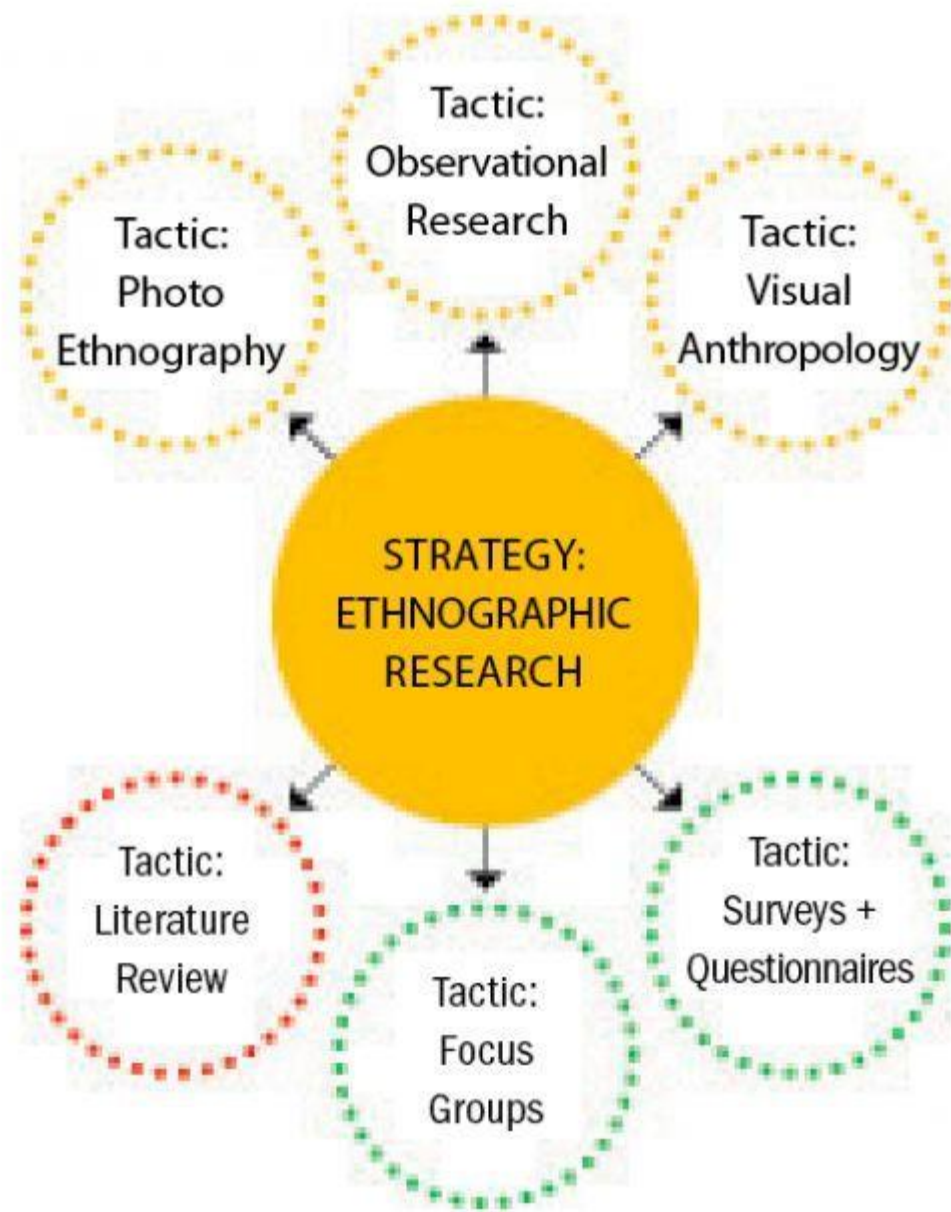 Tactic:
Observational
Research
Tactic:
Photo
Ethnography
Tactic:
Visual
Anthropology
STRATEGY:
ETHNOGRAPHIC
RESEARCH
Tactic:
Literature
Review
Tactic:
Focus
Groups
Tactic:
Surveys +
Questionnaires